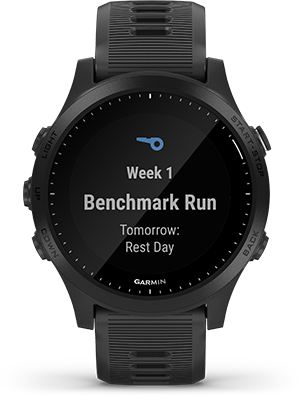 LIGHT
START•STOP
Week 1
Benchmark Run
UP
Tomorrow:
Rest Day
DOWN
BACK
GARMIN